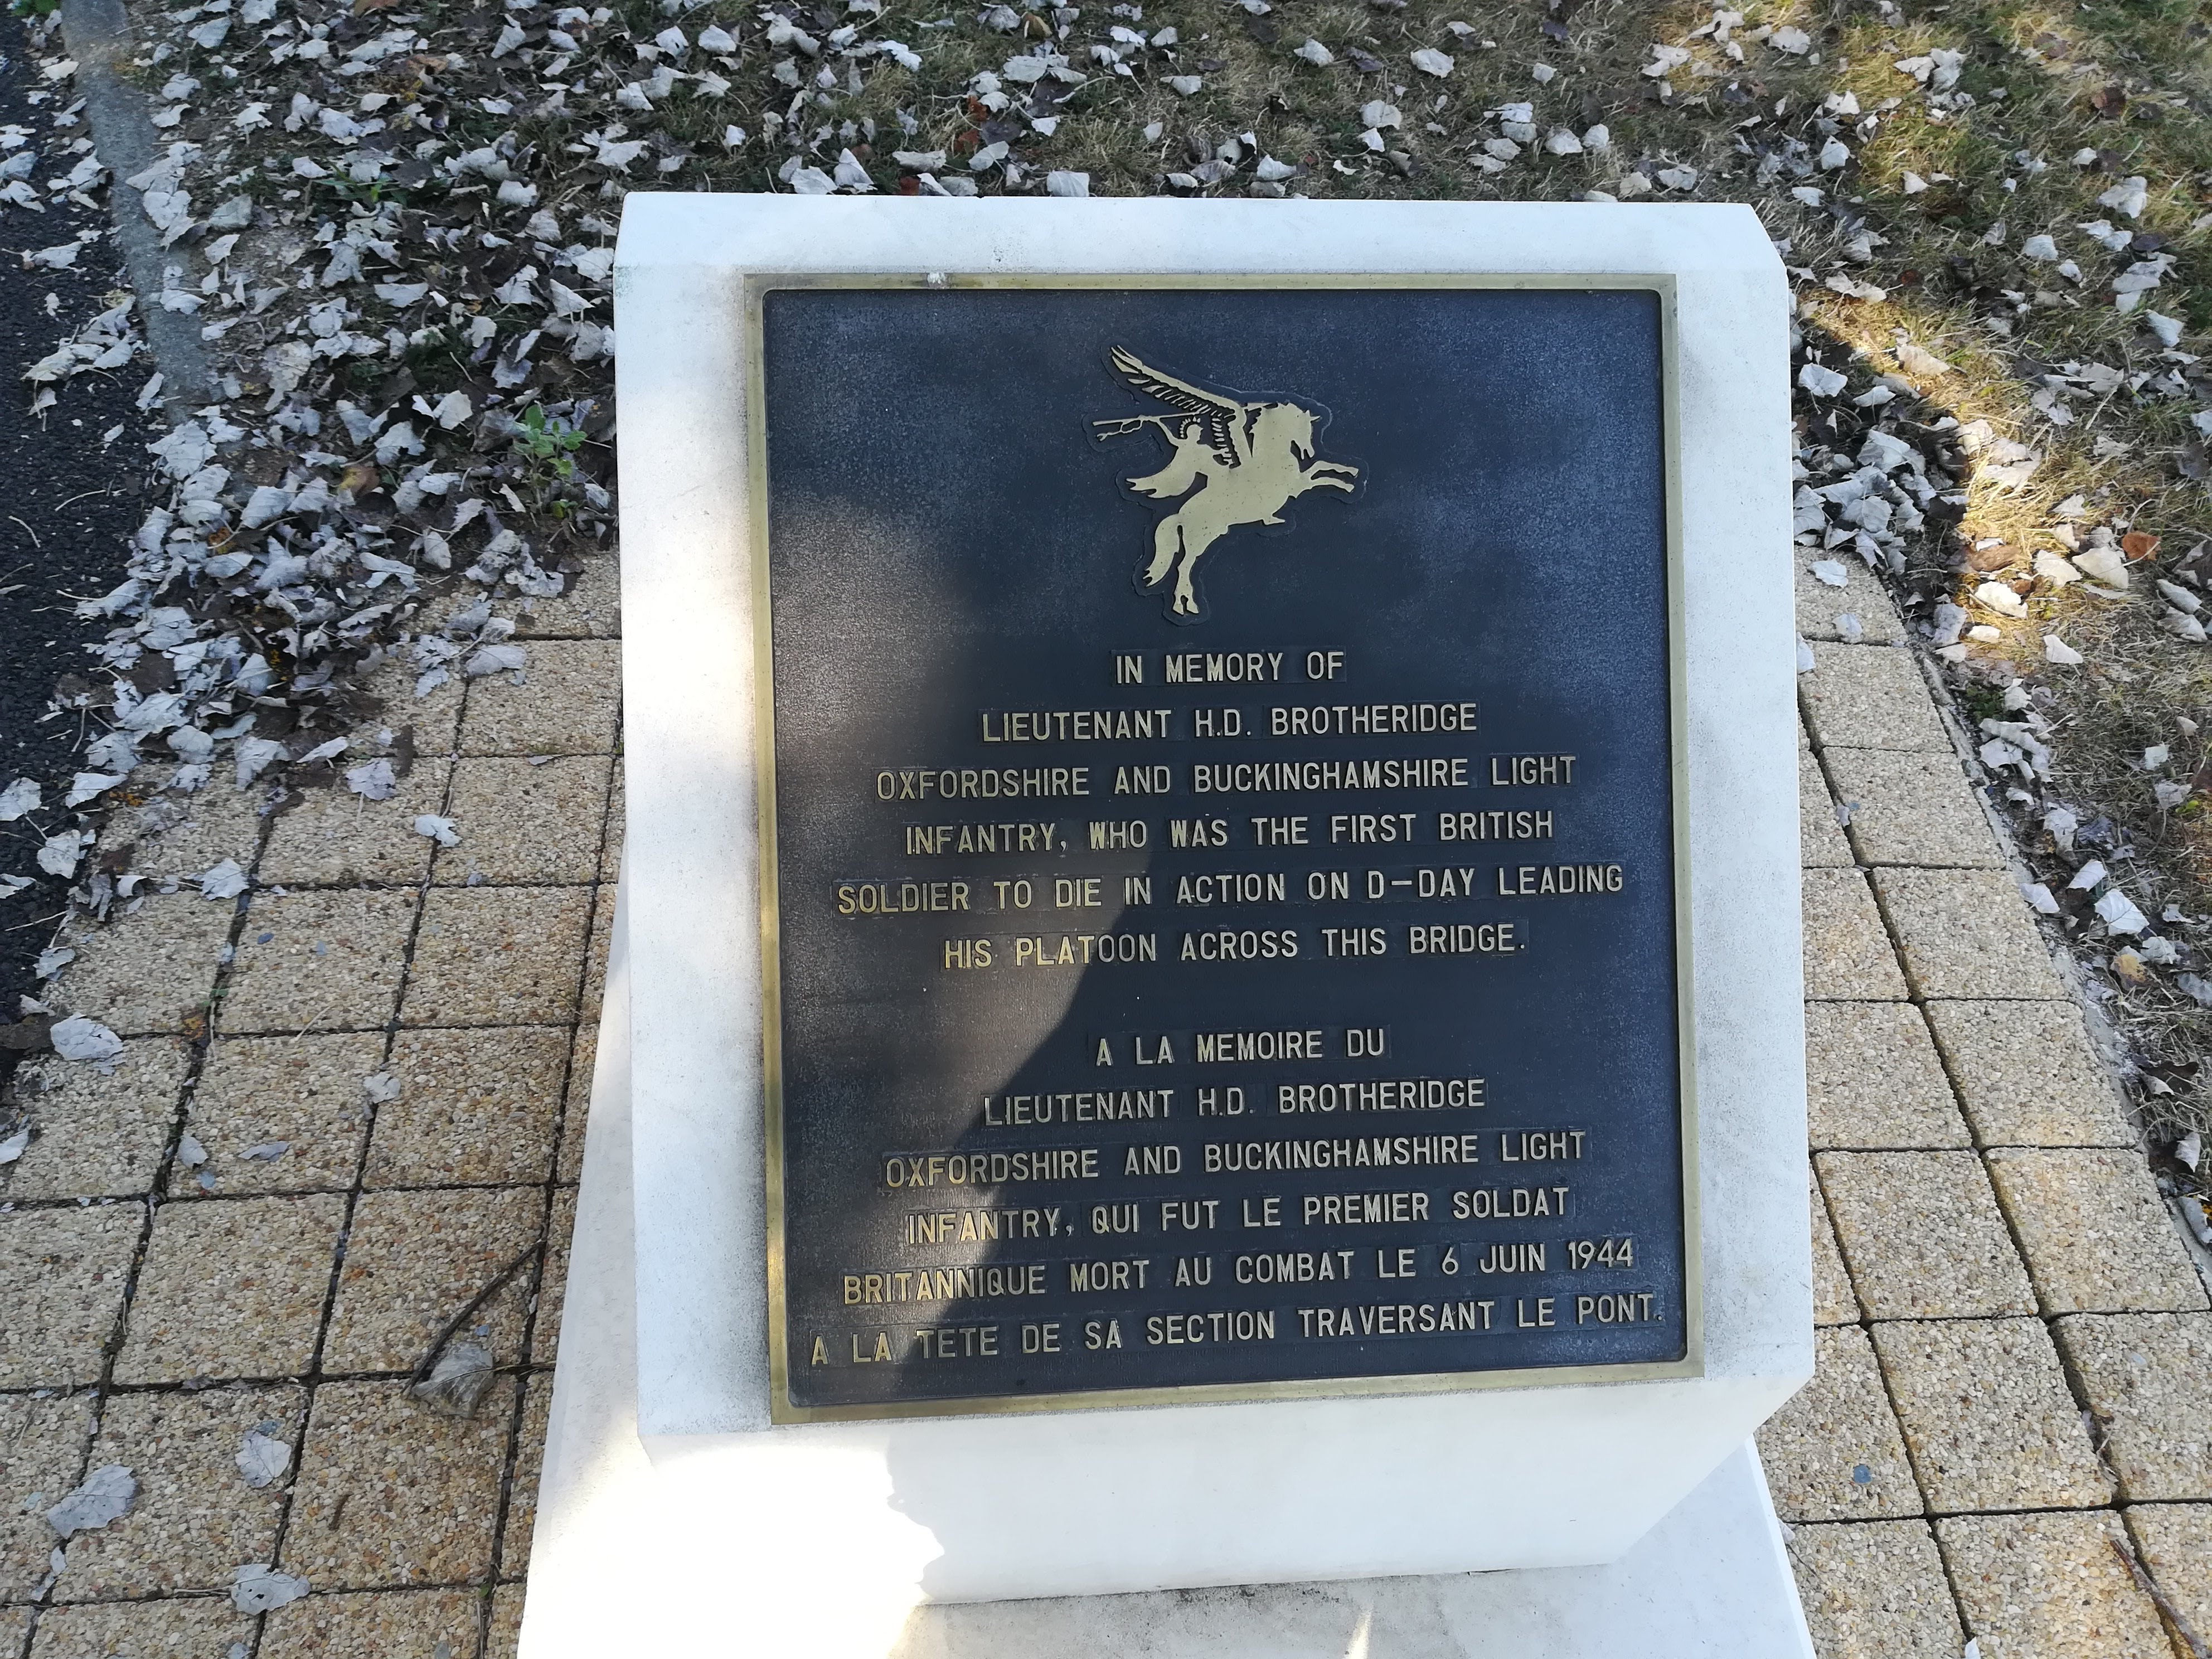 IN MEMORY OF
LIEUTENANT H.D. BROTHERIDGE
OXFORDSHIRE AND BUCKINGHAMSHIRE LIGHT
INFANTRY, WHO WAS THE FIRST BRITISH
SOLDIER TO DIE IN ACTION ON D-DAY LEADING
HIS PLATOON ACROSS THIS BRIDGE.
A LA MEMOIRE DU
LIEUTENANT H.D. BROTHERIDGE
OXFORDSHIRE AND BUCKINGHAMSHIRE LIGHT
INFANTRY, QUI FUT LE PREMIER SOLDAT
BRITANNIQUE MORT AU COMBAT LE 6 JUIN 1944
A LA TETE DE SA SECTION TRAVERSANT LE PONT.